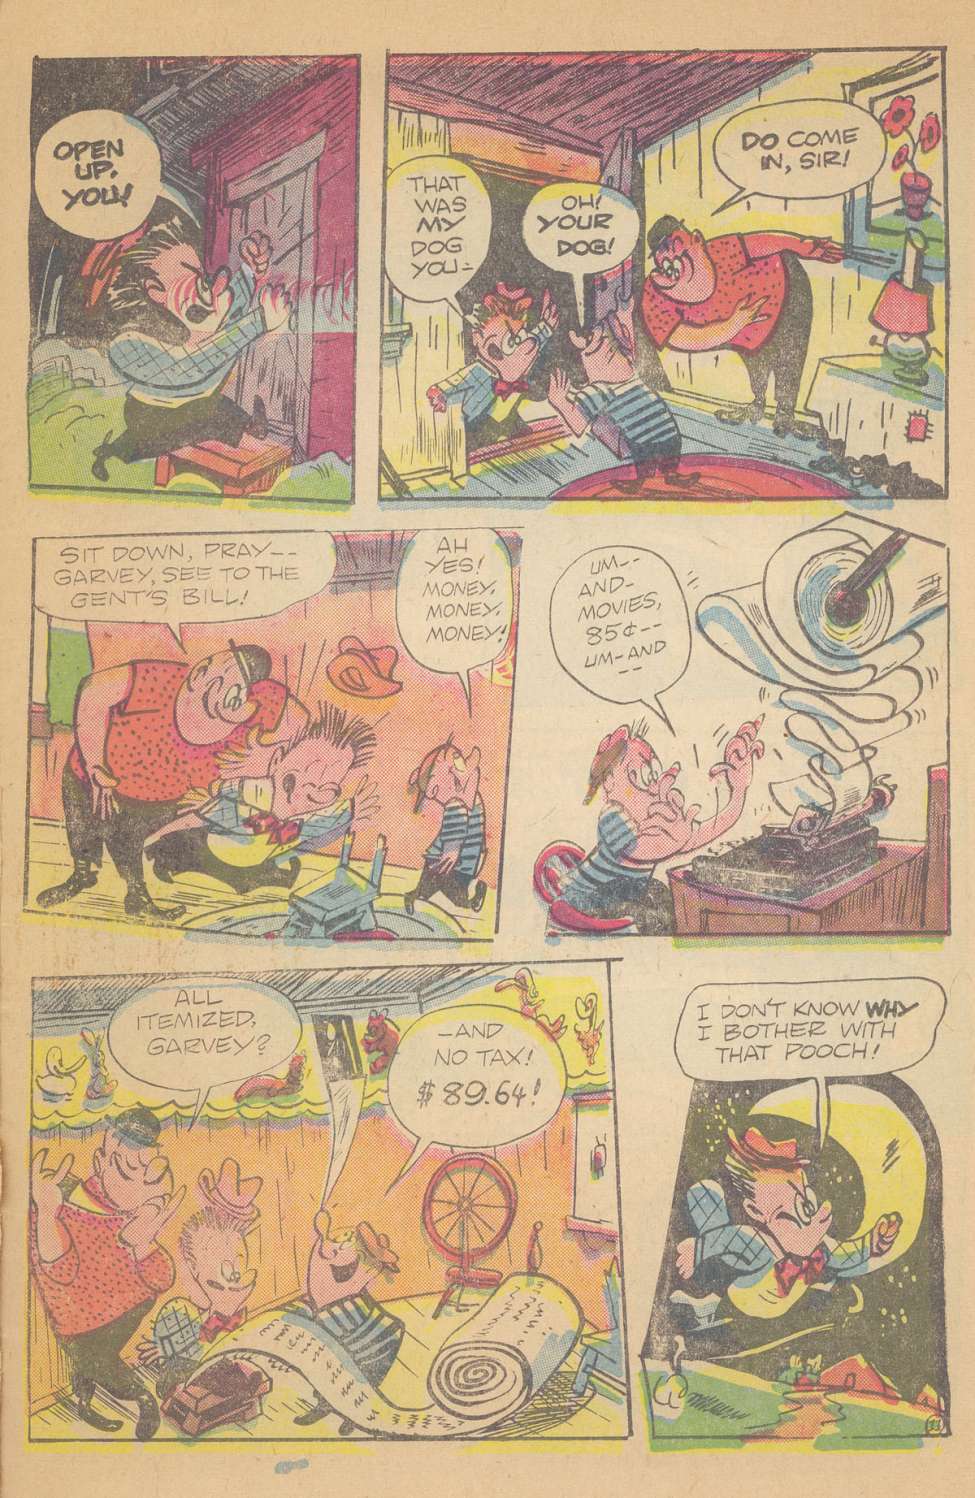 OPEN
UP,
YOU!
THAT
WAS
MY
DOG
YOU-
OH!
YOUR
DOG!
DO COME
IN, SIR!
SIT DOWN, PRAY--
GARVEY, SEE TO THE
GENT'S BILL!
AH
YES!
MONEY,
MONEY,
MONEY!
UM--
AND-
MOVIES,
85¢--
UM-AND
--
ALL
ITEMIZED,
GARVEY?
-AND
NO TAX!
$89.64!
I DON'T KNOW WHY
I BOTHER WITH
THAT POOCH!